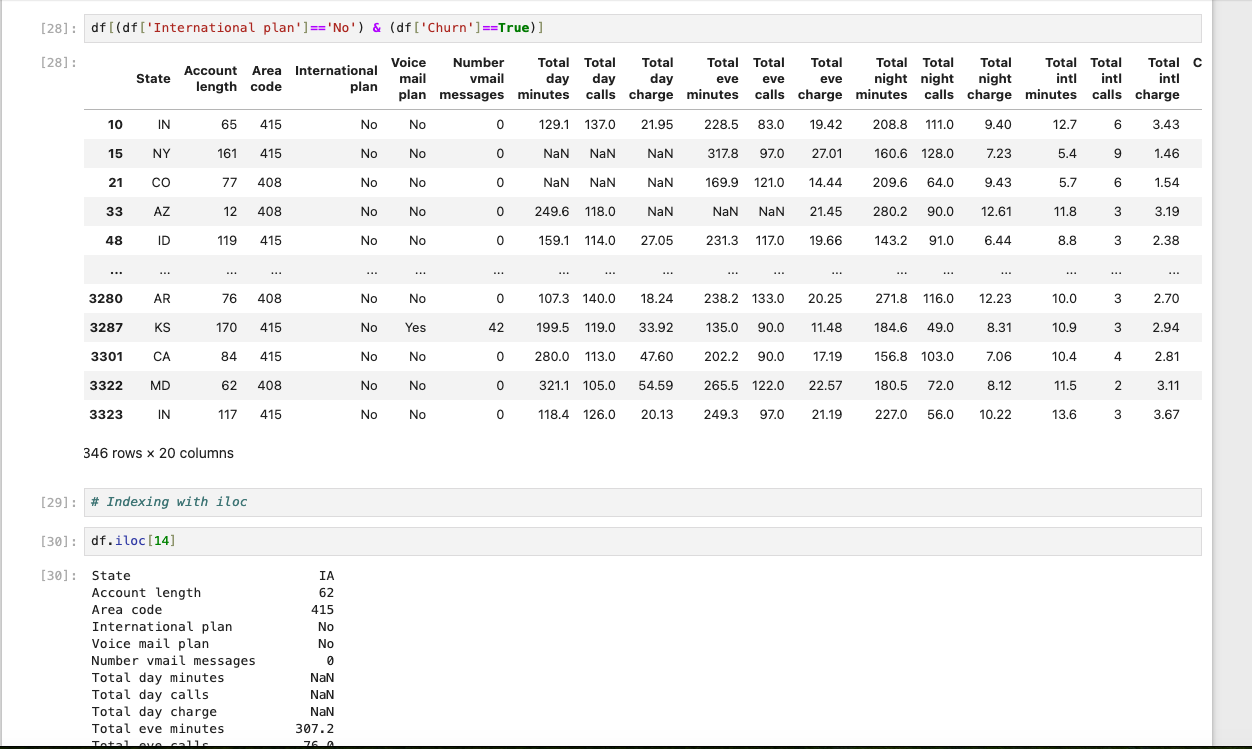 [28]: df[(df['International plan']=='No') & (df['Churn']==True)]
[28]:
State Account length Area code International plan Voice mail plan Number vmail messages Total day minutes Total day calls Total day charge Total eve minutes Total eve calls Total eve charge Total night minutes Total night calls Total night charge Total intl minutes Total intl calls Total intl charge C
10 IN 65 415 No No 0 129.1 137.0 21.95 228.5 83.0 19.42 208.8 111.0 9.40 12.7 6 3.43
15 NY 161 415 No No 0 NaN NaN NaN 317.8 97.0 27.01 160.6 128.0 7.23 5.4 9 1.46
21 CO 77 408 No No 0 NaN NaN NaN 169.9 121.0 14.44 209.6 64.0 9.43 5.7 6 1.54
33 AZ 12 408 No No 0 249.6 118.0 NaN NaN NaN 21.45 280.2 90.0 12.61 11.8 3 3.19
48 ID 119 415 No No 0 159.1 114.0 27.05 231.3 117.0 19.66 143.2 91.0 6.44 8.8 3 2.38
... ... ... ... ... ... ... ... ... ... ... ... ... ... ... ... ... ... ...
3280 AR 76 408 No No 0 107.3 140.0 18.24 238.2 133.0 20.25 271.8 116.0 12.23 10.0 3 2.70
3287 KS 170 415 No Yes 42 199.5 119.0 33.92 135.0 90.0 11.48 184.6 49.0 8.31 10.9 3 2.94
3301 CA 84 415 No No 0 280.0 113.0 47.60 202.2 90.0 17.19 156.8 103.0 7.06 10.4 4 2.81
3322 MD 62 408 No No 0 321.1 105.0 54.59 265.5 122.0 22.57 180.5 72.0 8.12 11.5 2 3.11
3323 IN 117 415 No No 0 118.4 126.0 20.13 249.3 97.0 21.19 227.0 56.0 10.22 13.6 3 3.67
346 rows × 20 columns
[29]: # Indexing with iloc
[30]: df.iloc[14]
[30]: State IA
Account length 62
Area code 415
International plan No
Voice mail plan No
Number vmail messages 0
Total day minutes NaN
Total day calls NaN
Total day charge NaN
Total eve minutes 307.2
Total eve calls 76.0